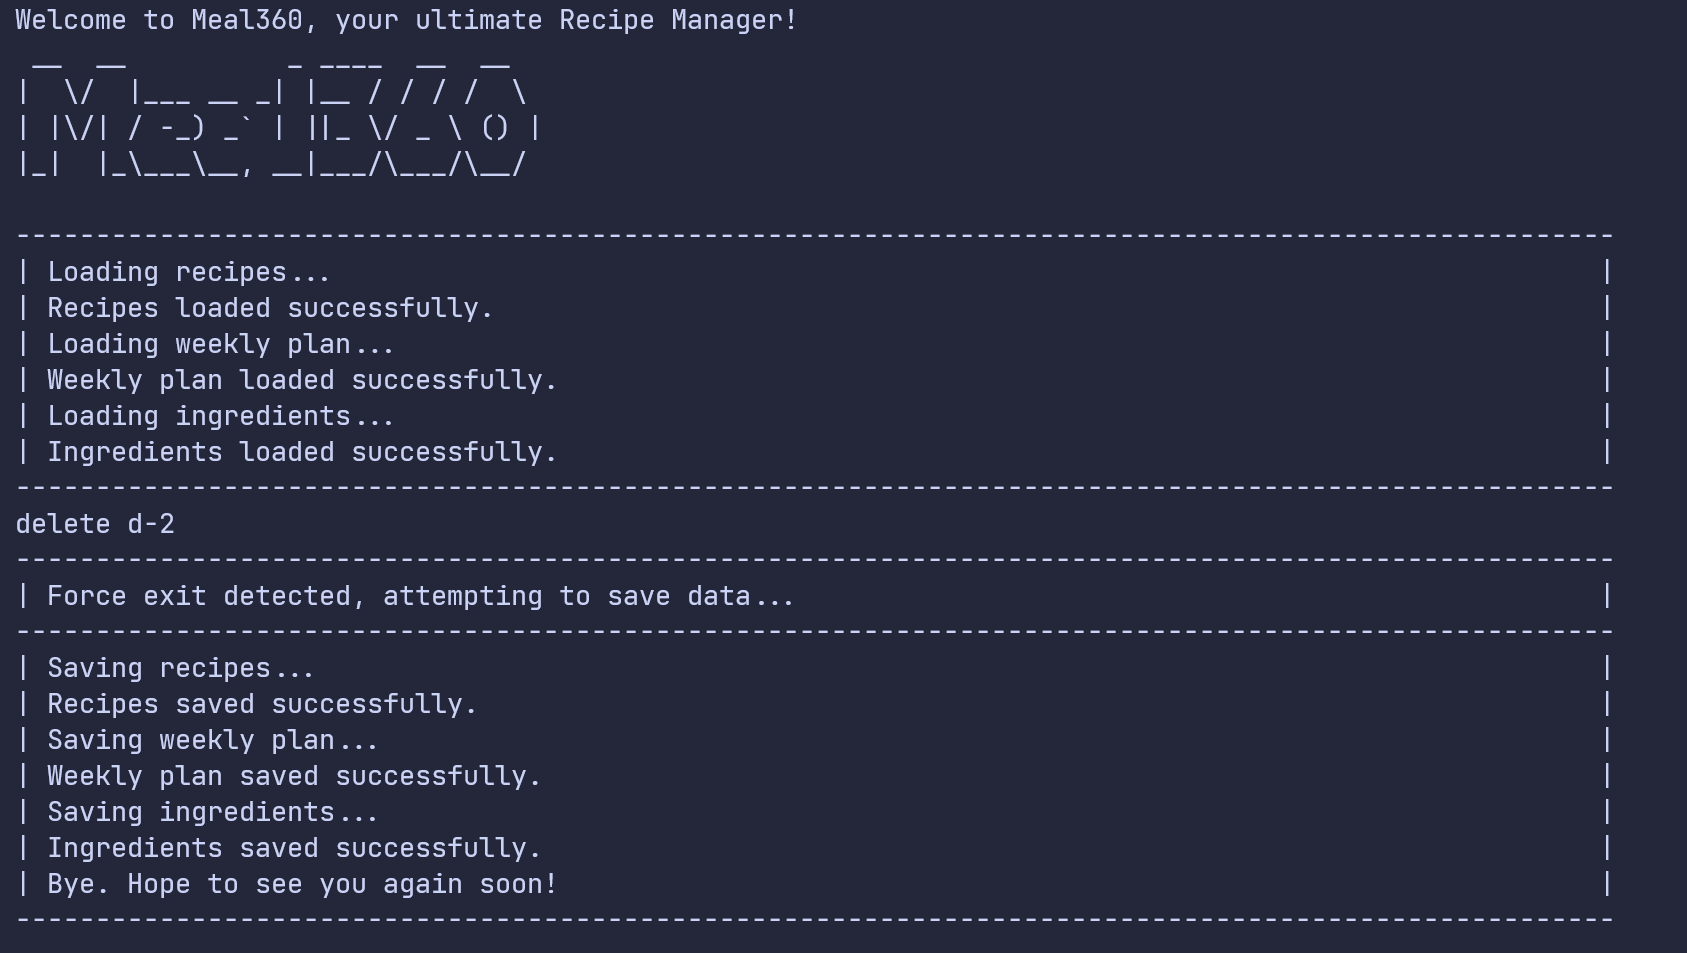 Welcome to Meal360, your ultimate Recipe Manager!
 __  __          _ ____  __  __
|  \/  |___ __ _| |__ / / / /  \
| |\/| / -_) _` | ||_ \/ _ \ () |
|_|  |_\___\__, __|___/\___/\__/
----------------------------------------------------------------------------------------------------
| Loading recipes...                                                                               |
| Recipes loaded successfully.                                                                     |
| Loading weekly plan...                                                                           |
| Weekly plan loaded successfully.                                                                 |
| Loading ingredients...                                                                           |
| Ingredients loaded successfully.                                                                 |
----------------------------------------------------------------------------------------------------
delete d-2
----------------------------------------------------------------------------------------------------
| Force exit detected, attempting to save data...                                                  |
----------------------------------------------------------------------------------------------------
| Saving recipes...                                                                                |
| Recipes saved successfully.                                                                      |
| Saving weekly plan...                                                                            |
| Weekly plan saved successfully.                                                                  |
| Saving ingredients...                                                                            |
| Ingredients saved successfully.                                                                  |
| Bye. Hope to see you again soon!                                                                 |
----------------------------------------------------------------------------------------------------